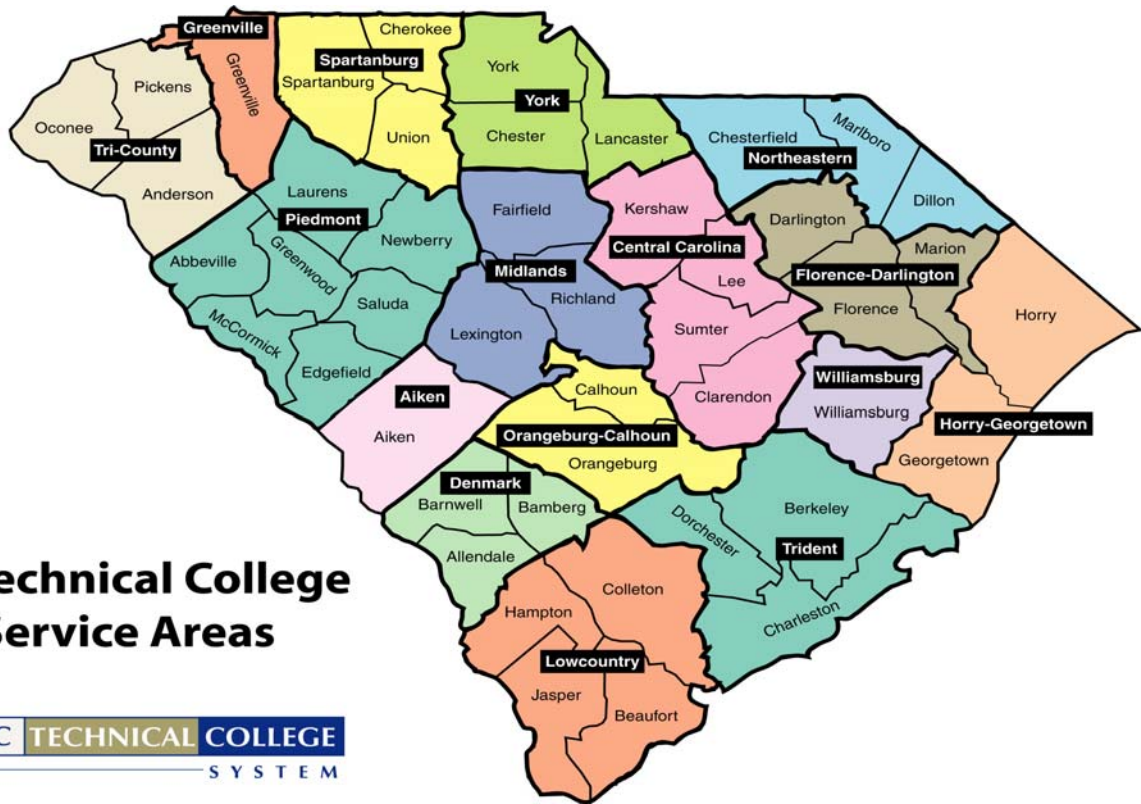 Greenville
Cherokee
Spartanburg
Spartanburg
York
Pickens
Greenville
York
Oconee
Union
Chester
Lancaster
Chesterfield
Marlboro
Tri-County
Northeastern
Anderson
Laurens
Dillon
Piedmont
Fairfield
Kershaw
Darlington
Newberry
Central Carolina
Marion
Abbeville
Greenwood
Midlands
Lee
Florence-Darlington
Saluda
Richland
Florence
Horry
McCormick
Lexington
Sumter
Edgefield
Williamsburg
Aiken
Calhoun
Clarendon
Williamsburg
Aiken
Orangeburg-Calhoun
Horry-Georgetown
Orangeburg
Georgetown
Denmark
Barnwell
Bamberg
Berkeley
Dorchester
Allendale
Trident
Colleton
Hampton
Charleston
Lowcountry
Jasper
Beaufort
echnical College
ervice Areas
C TECHNICAL COLLEGE
SYSTEM